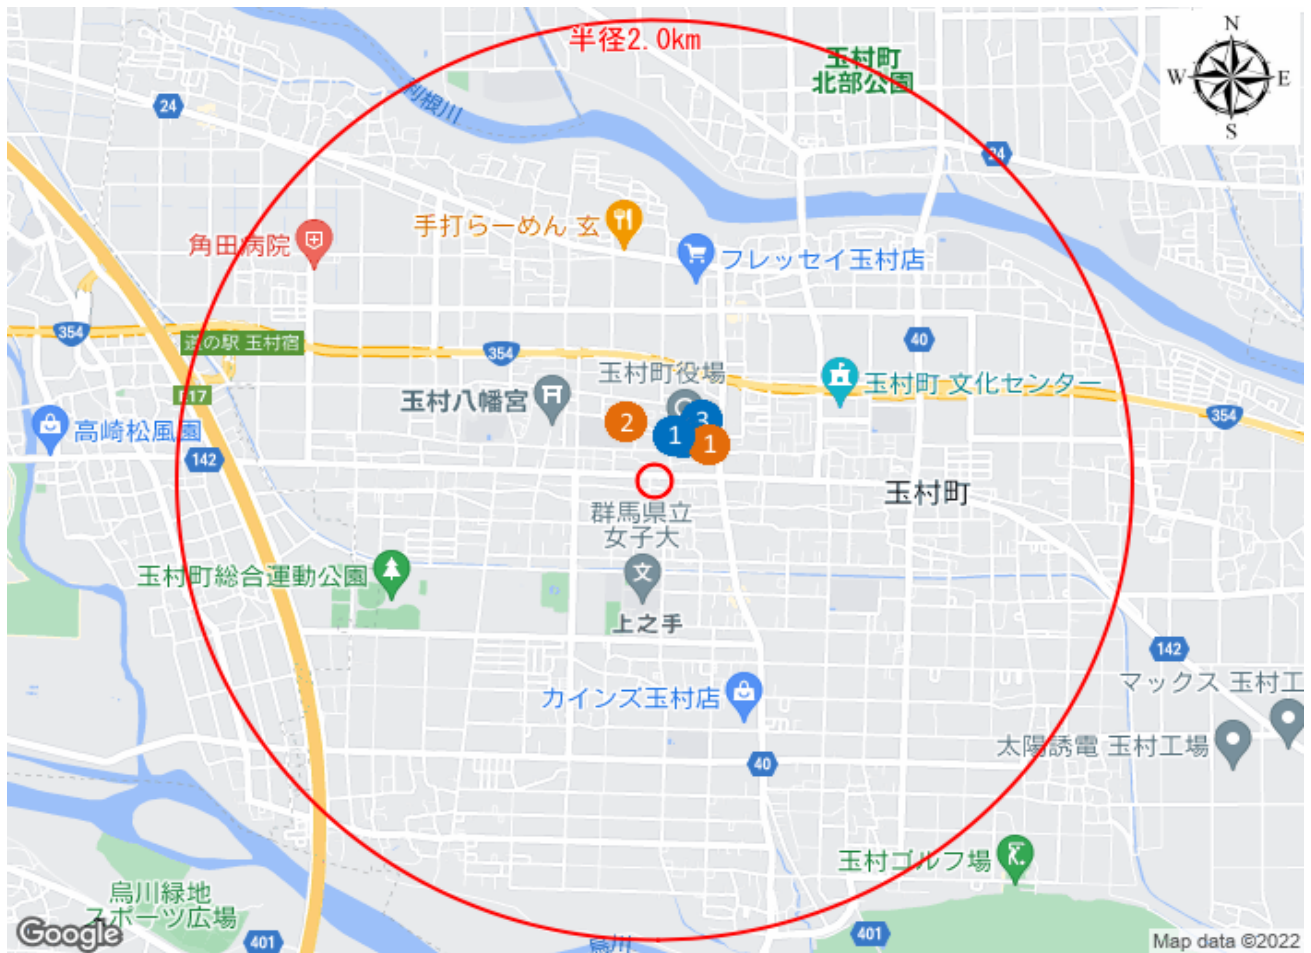 半径2.0km
玉村町
北部公園
N
W
E
S
24
利根川
24
手打らーめん 玄
角田病院
フレッセイ玉村店
354
道の駅 玉村宿
354
40
玉村町役場
玉村町 文化センター
E17
玉村八幡宮
2
3
1
1
354
高崎松風園
142
玉村町
群馬県立
女子大
玉村町総合運動公園
上之手
142
カインズ玉村店
マックス 玉村工
太陽誘電 玉村工場
40
玉村ゴルフ場
烏川緑地
スポーツ広場
Google
401
烏川
401
Map data ©2022